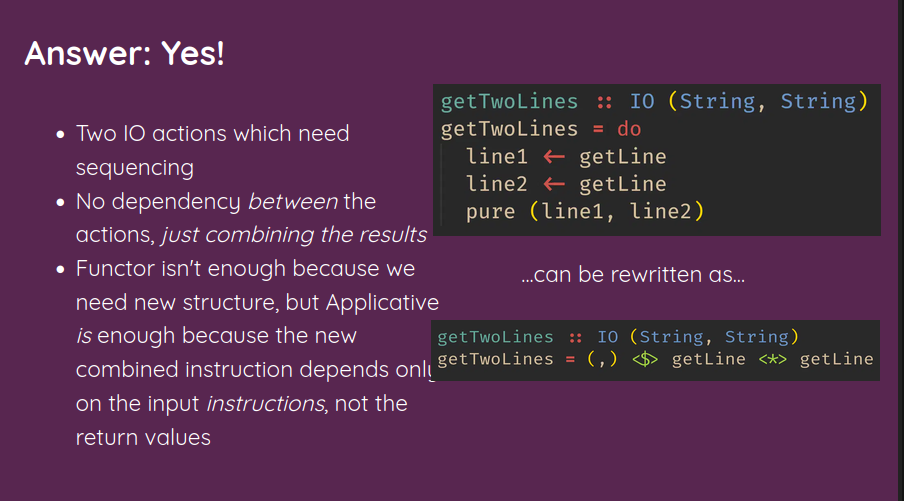 Answer: Yes!
• Two IO actions which need
sequencing
• No dependency between the
actions, just combining the results
• Functor isn't enough because we
need new structure, but Applicative
is enough because the new
combined instruction depends only
on the input instructions, not the
return values
getTwoLines :: IO (String, String)
getTwoLines = do
line1 <- getLine
line2 <- getLine
pure (line1, line2)
...can be rewritten as...
getTwoLines :: IO (String, String)
getTwoLines = (,) <$> getLine <*> getLine